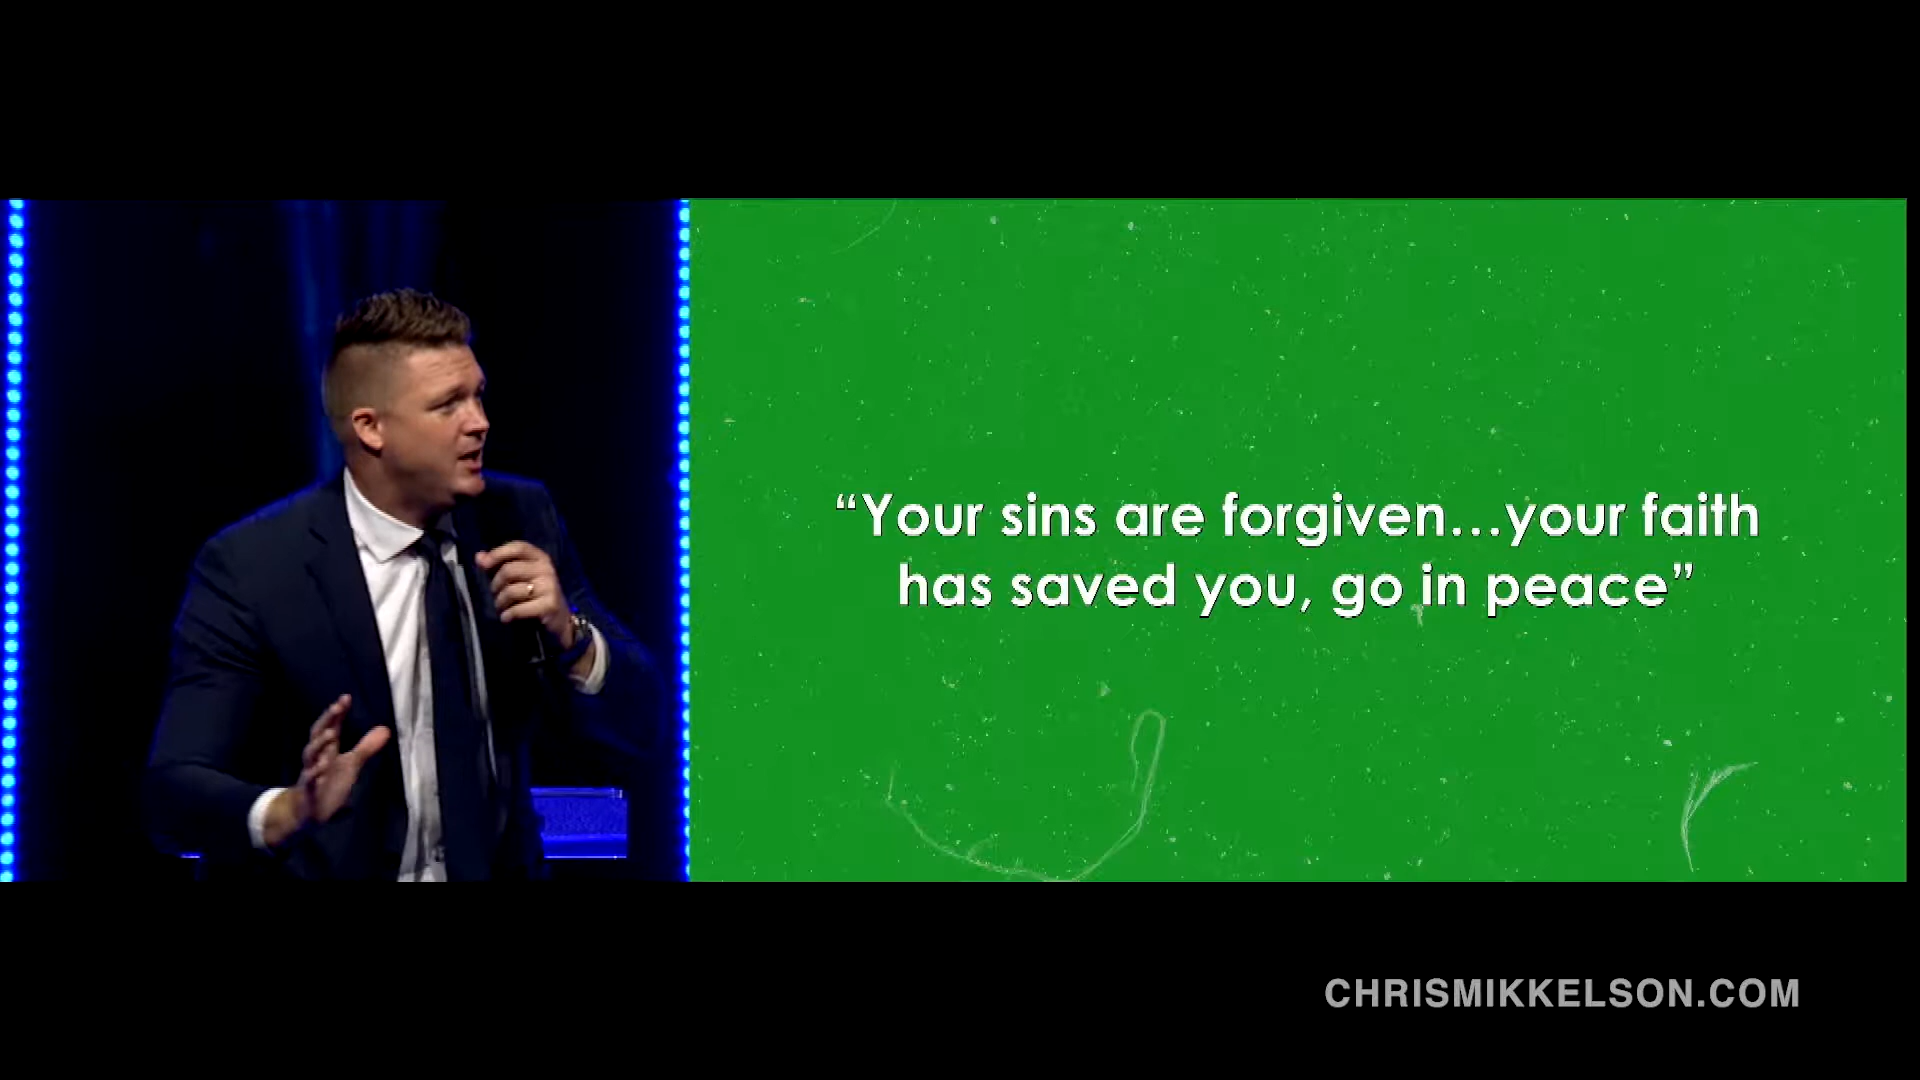 “Your sins are forgiven...your faith
has saved you, go in peace”
CHRISMIKKELSON.COM